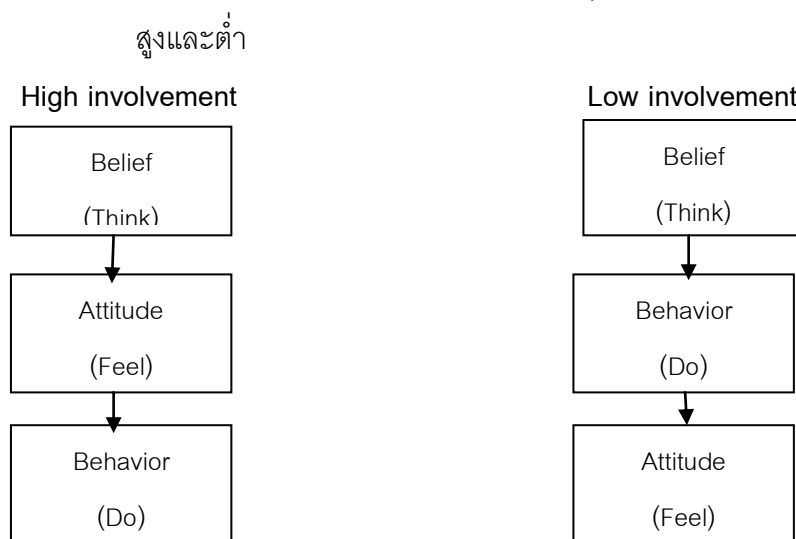 สูงและต่ำ
High involvement
Belief
(Think)
Attitude
(Feel)
Behavior
(Do)
Low involvement
Belief
(Think)
Behavior
(Do)
Attitude
(Feel)